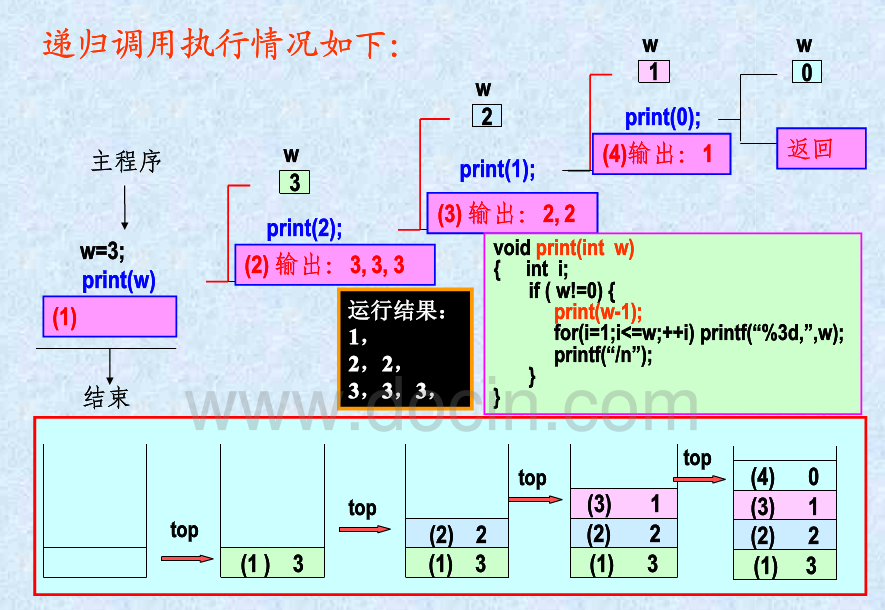 递归调用执行情况如下:
w
1
w
0
w
2
print(0);
(4)输出: 1
返回
主程序
w
3
print(1);
(3) 输出: 2, 2
print(2);
(2) 输出: 3, 3, 3
w=3;
print(w)
(1)
结束
运行结果:
1,
2, 2,
3, 3, 3,
void print(int w)
{ int i;
if ( w!=0) {
print(w-1);
for(i=1;i<=w;++i) printf(“%3d,”,w);
printf(“/n”);
}
}
www.docin.com
top
(1 ) 3
top
(2) 2
(1) 3
top
(3) 1
(2) 2
(1) 3
top
(4) 0
(3) 1
(2) 2
(1) 3